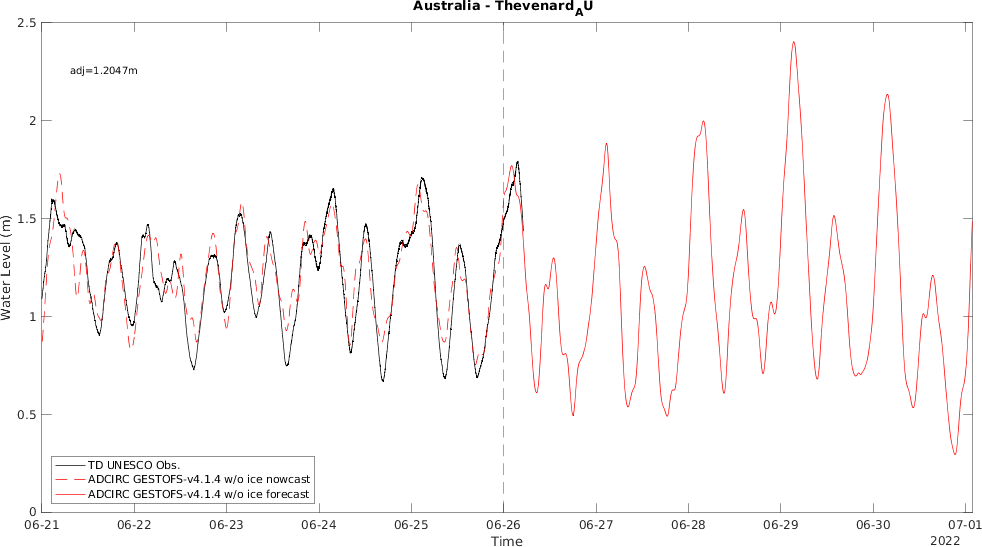 Australia - Thevenard_AU
adj=1.2047m
Water Level (m)
2.5
2
1.5
1
0.5
0
TD UNESCO Obs.
ADCIRC GESTOFS-v4.1.4 w/o ice nowcast
ADCIRC GESTOFS-v4.1.4 w/o ice forecast
06-21 06-22 06-23 06-24 06-25 06-26 06-27 06-28 06-29 06-30 07-01
Time
2022